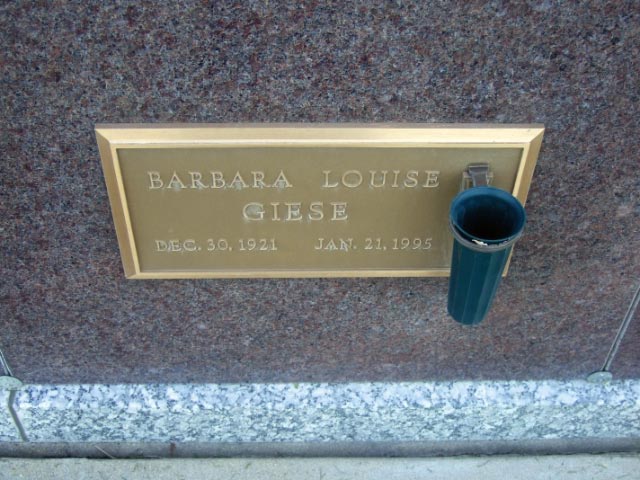 BARBARA LOUISE
GIESE
DEC. 30, 1921 JAN. 21, 1995